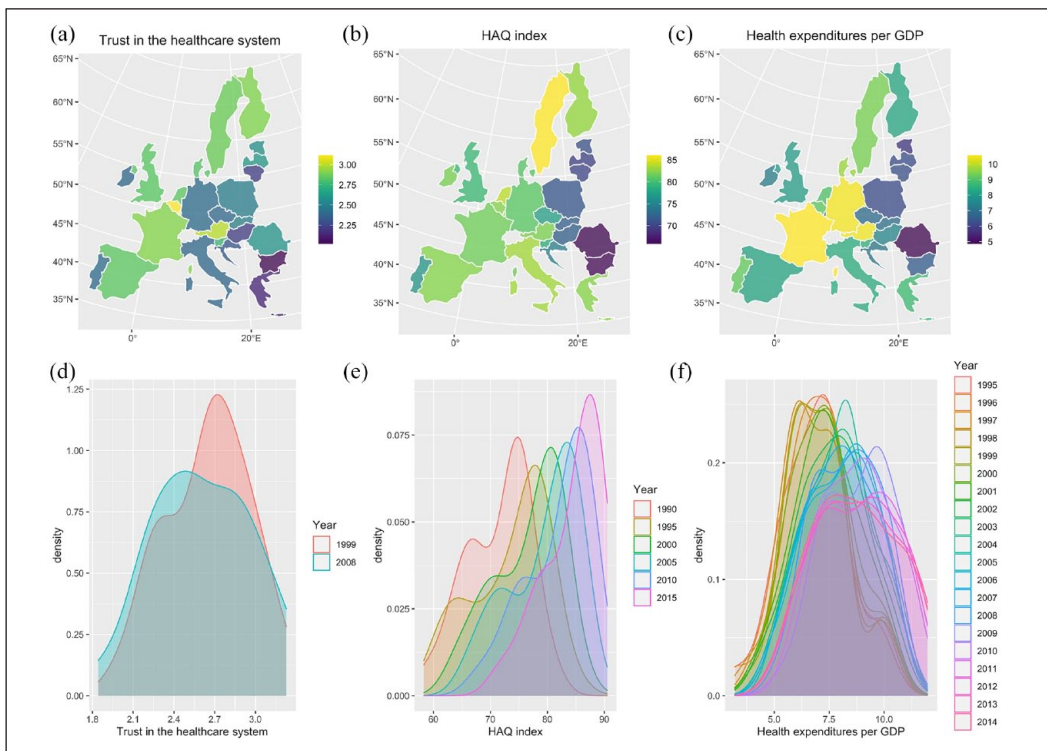 (a)
Trust in the healthcare system
65°N
60°N
55°N
50°N
45°N
40°N
35°N
0°
20°E
3.00
2.75
2.50
2.25
(b)
HAQ index
65°N
60°N
55°N
50°N
45°N
40°N
35°N
0°
20°E
85
80
75
70
(c)
Health expenditures per GDP
65°N
60°N
55°N
50°N
45°N
40°N
35°N
0°
20°E
10
9
8
7
6
5
(d)
1.25
1.00
0.75
0.50
0.25
0.00
density
1.8
2.1
2.4
2.7
3.0
Trust in the healthcare system
Year
1999
2008
(e)
0.075
0.050
0.025
0.000
density
60
70
80
90
HAQ index
Year
1990
1995
2000
2005
2010
2015
(f)
0.2
0.1
0.0
density
5.0
7.5
10.0
Health expenditures per GDP
Year
1995
1996
1997
1998
1999
2000
2001
2002
2003
2004
2005
2006
2007
2008
2009
2010
2011
2012
2013
2014